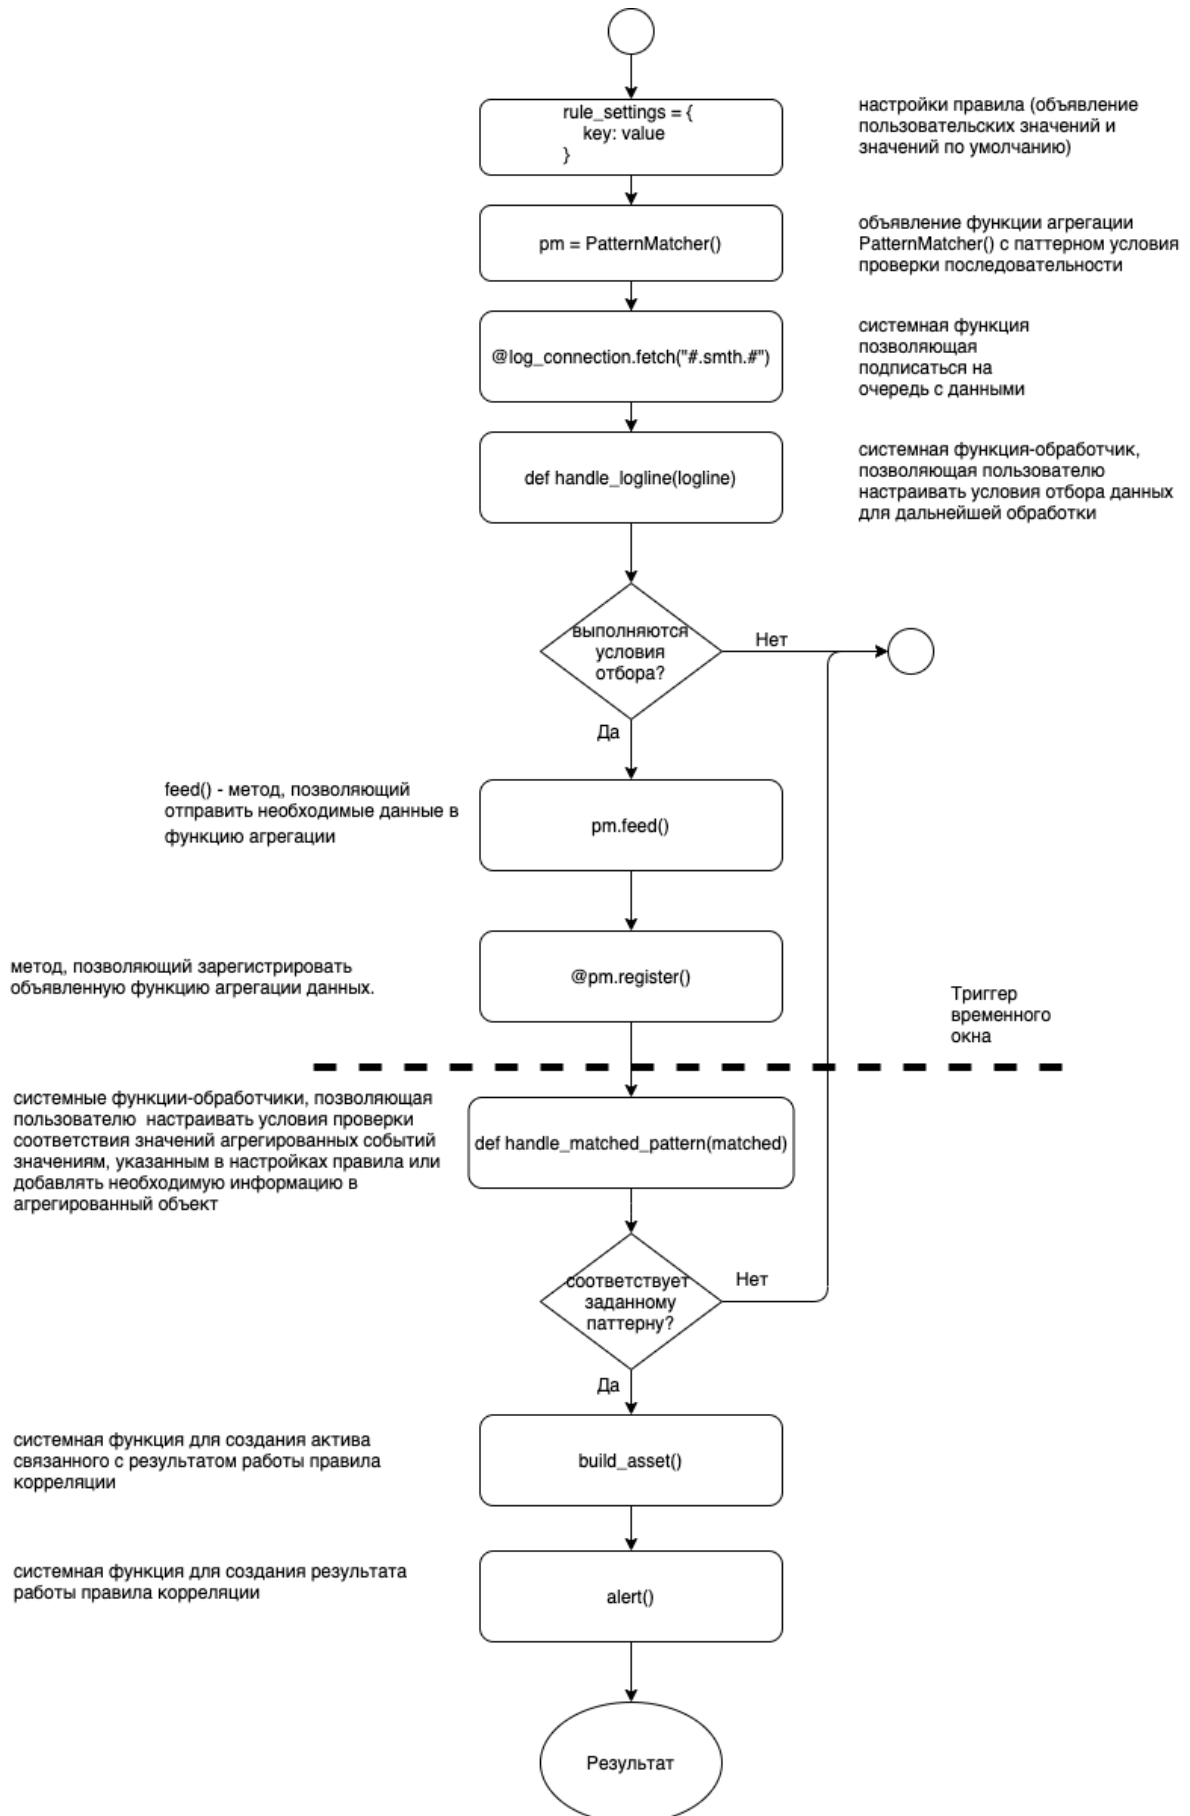 rule_settings = {
key: value
}
настройки правила (объявление
пользовательских значений и
значений по умолчанию)
pm = PatternMatcher()
объявление функции агрегации
PatternMatcher() с паттерном условия
проверки последовательности
@log_connection.fetch("#.smth.#")
системная функция
позволяющая
подписаться на
очередь с данными
def handle_logline(logline)
системная функция-обработчик,
позволяющая пользователю
настраивать условия отбора данных
для дальнейшей обработки
выполняются
условия
отбора?
Нет
Да
feed() - метод, позволяющий
отправить необходимые данные в
функцию агрегации
pm.feed()
метод, позволяющий зарегистрировать
объявленную функцию агрегации данных.
@pm.register()
Триггер
временного
окна
системные функции-обработчики, позволяющая
пользователю  настраивать условия проверки
соответствия значений агрегированных событий
значениям, указанным в настройках правила или
добавлять необходимую информацию в
агрегированный объект
def handle_matched_pattern(matched)
соответствует
заданному
паттерну?
Нет
Да
системная функция для создания актива
связанного с результатом работы правила
корреляции
build_asset()
системная функция для создания результата
работы правила корреляции
alert()
Результат